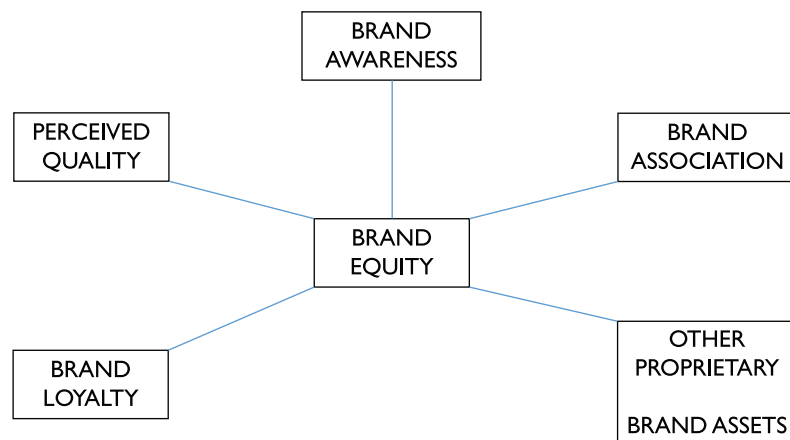 BRAND
AWARENESS
PERCEIVED
QUALITY
BRAND
ASSOCIATION
BRAND
EQUITY
BRAND
LOYALTY
OTHER
PROPRIETARY
BRAND ASSETS